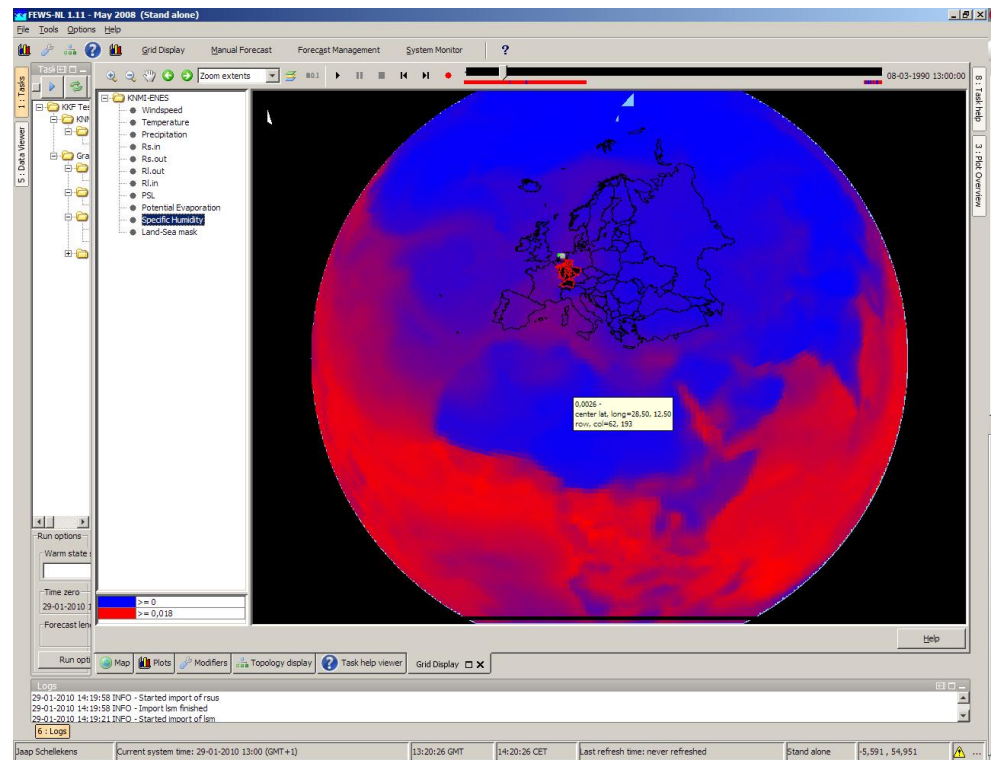 FEWS-NL 1.11 - May 2008 (Stand alone)
File Tools Options Help
Grid Display Manual Forecast Forecast Management System Monitor ?
Task
Zoom extents
08-03-1990 13:00:00
1 : Tasks
5 : Data Viewer
KKF Tes
KNM
Gra
KNMI-ENES
Windspeed
Temperature
Precipitation
Rs.in
Rs.out
Rl.out
Rl.in
PSL
Potential Evaporation
Specific Humidity
Land-Sea mask
8 : Task help
3 : Plot Overview
0,0026 -
center lat, long=28.50, 12.50
row, col=62, 193
Run options
Warm state s
Time zero
29-01-2010 1
Forecast len
Run opti
>= 0
>= 0,018
Help
Map Plots Modifiers Topology display Task help viewer Grid Display
Logs
29-01-2010 14:19:58 INFO - Started import of rsus
29-01-2010 14:19:58 INFO - Import lsm finished
29-01-2010 14:19:21 INFO - Started import of lsm
6 : Logs
Jaap Schellekens Current system time: 29-01-2010 13:00 (GMT+1) 13:20:26 GMT 14:20:26 CET Last refresh time: never refreshed Stand alone -5,591 , 54,951 ...